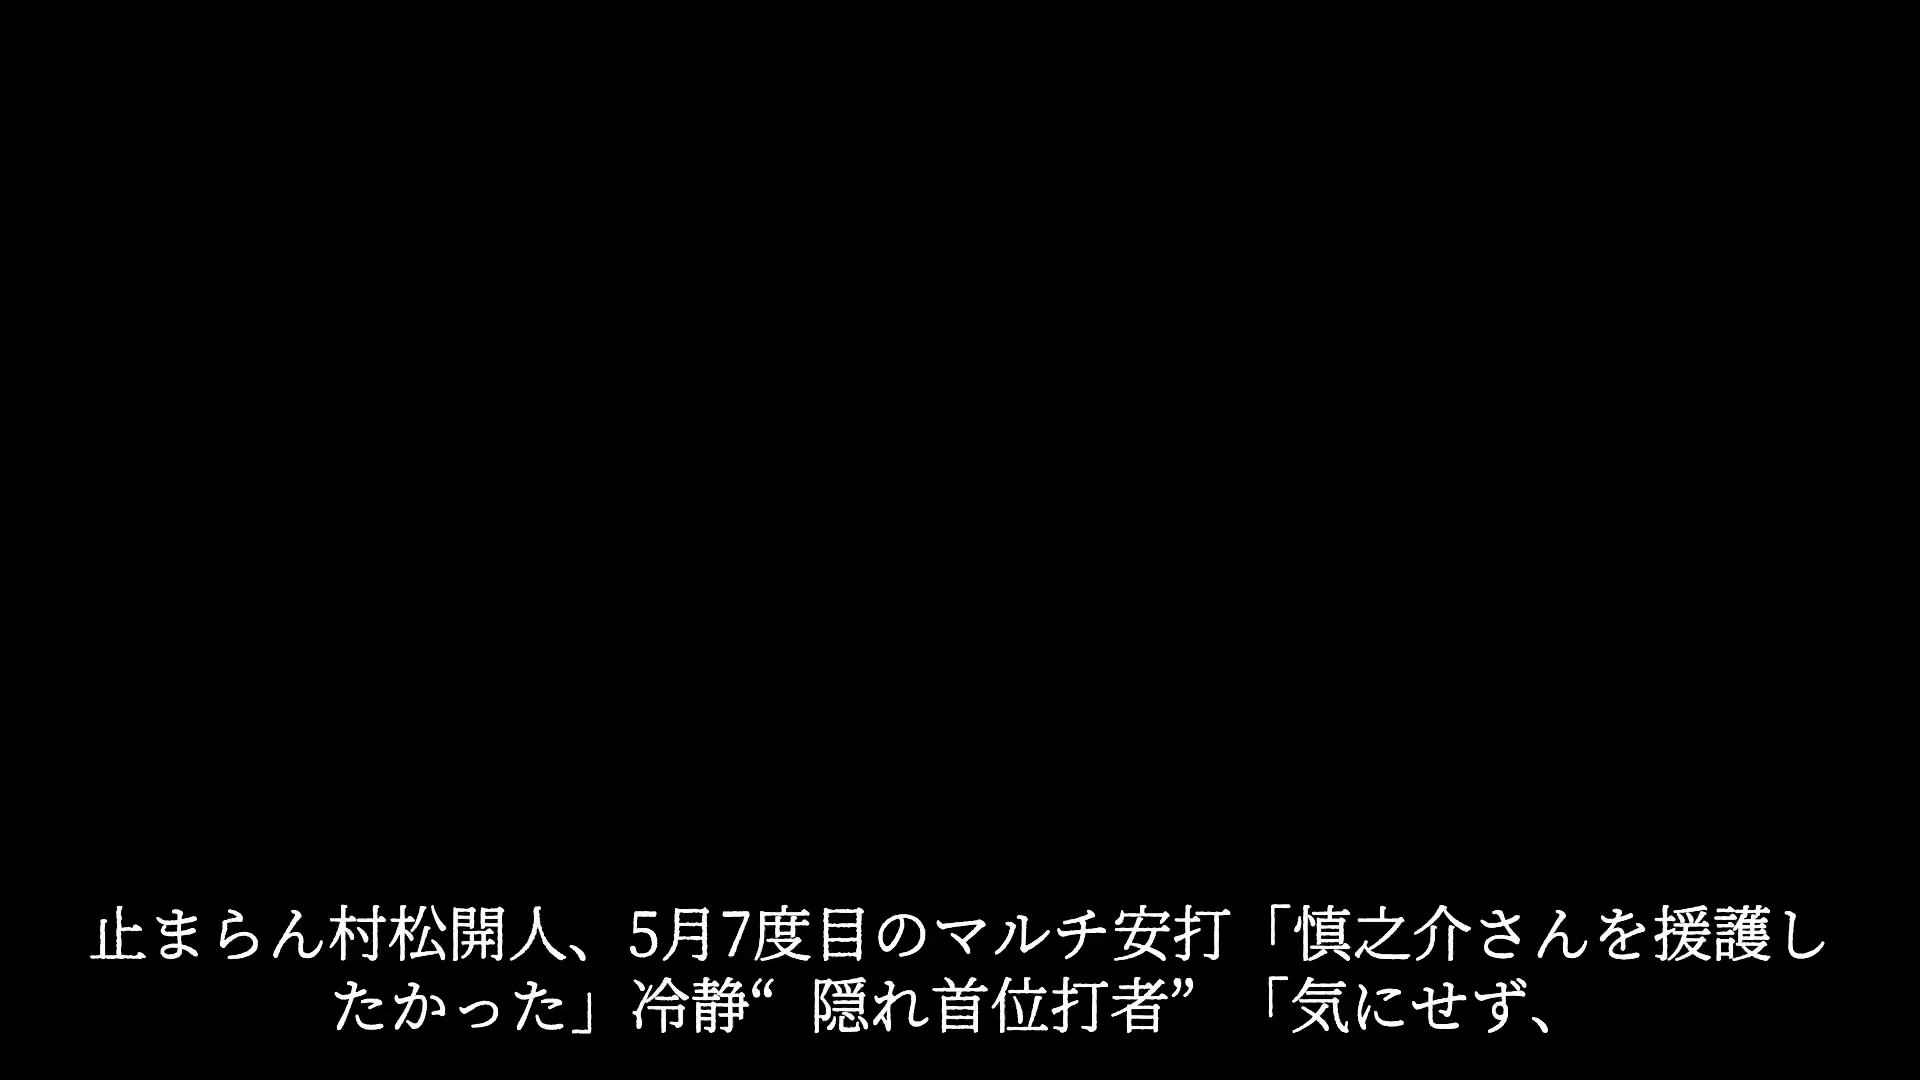 止まらん村松開人、5月7度目のマルチ安打「慎之介さんを援護し
たかった」冷静“隠れ首位打者”「気にせず、